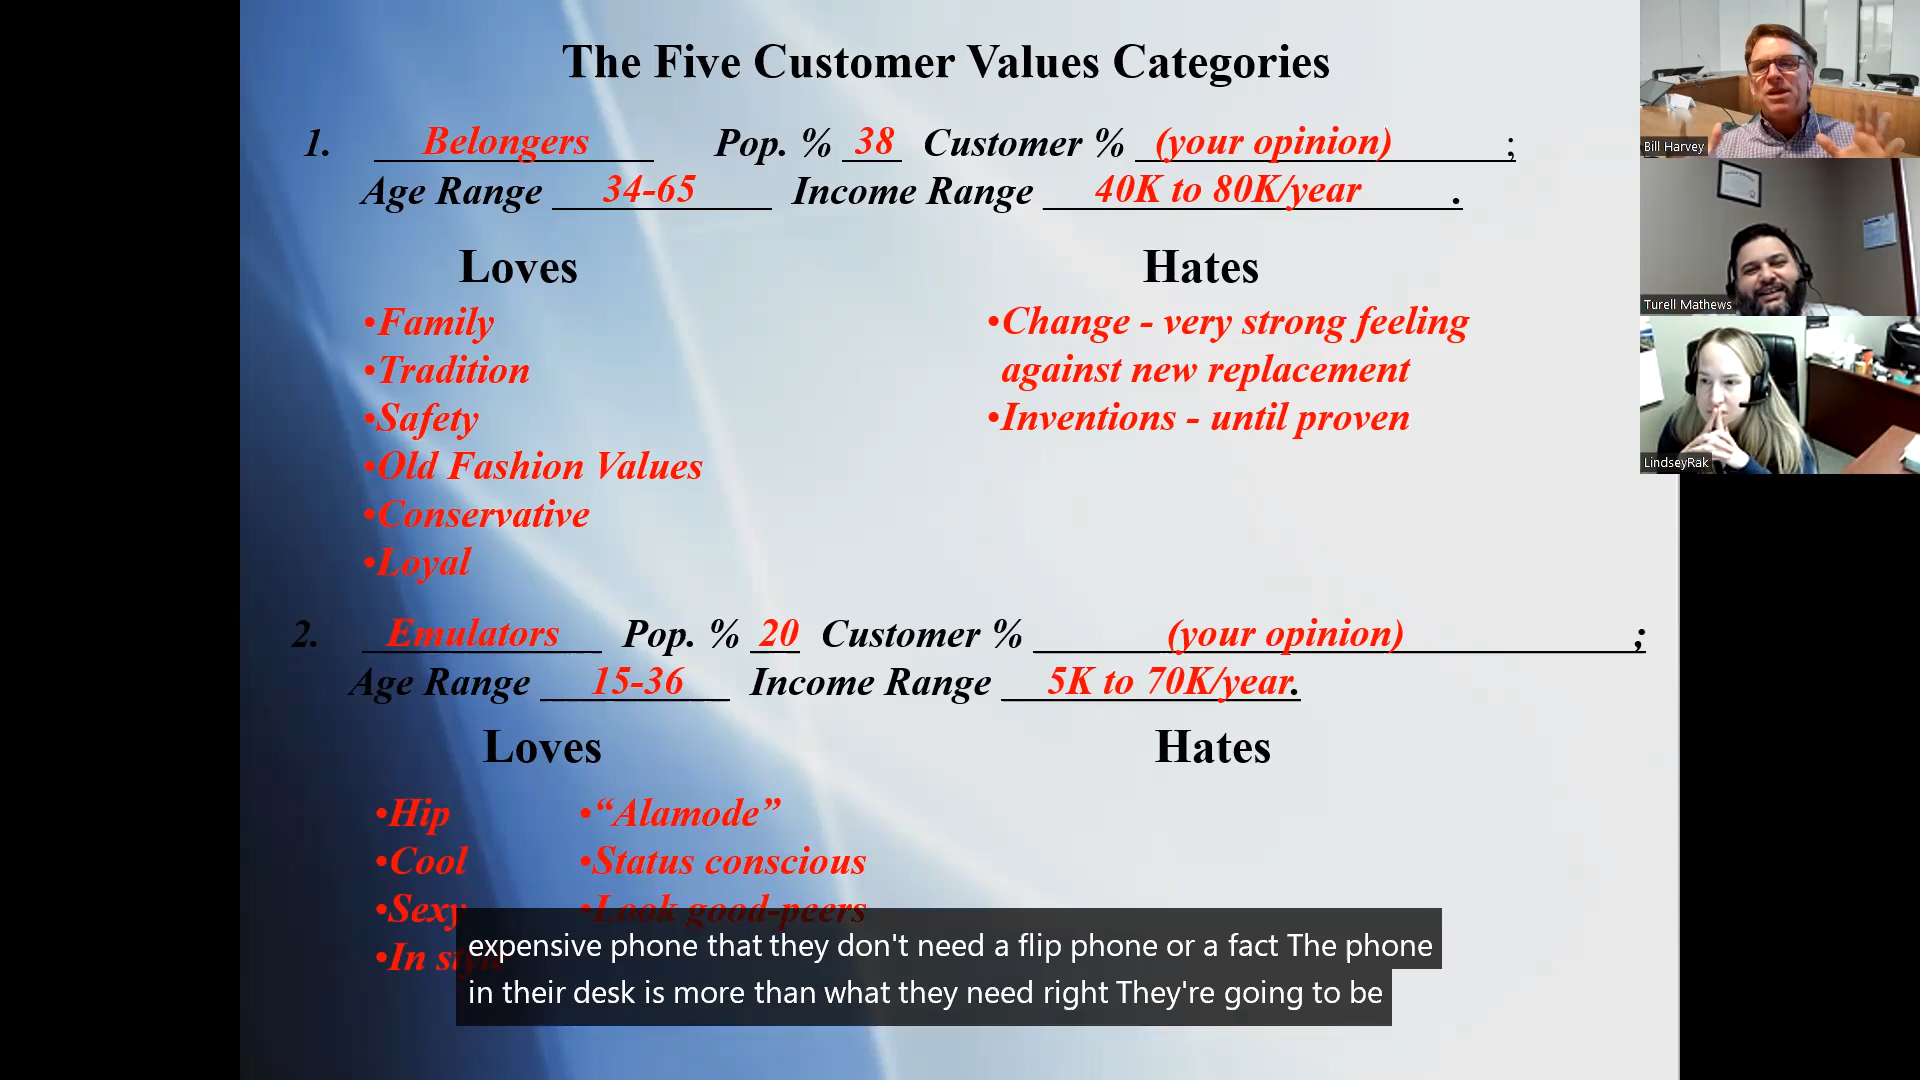 The Five Customer Values Categories
1. Belongers Pop. % 38 Customer % (your opinion) ;
Age Range 34-65 Income Range 40K to 80K/year .
Loves Hates
•Family
•Tradition
•Safety
•Old Fashion Values
•Conservative
•Loyal
•Change - very strong feeling
against new replacement
•Inventions - until proven
2. Emulators Pop. % 20 Customer % (your opinion) ;
Age Range 15-36 Income Range 5K to 70K/year.
Loves Hates
•Hip
•Cool
•Sexy
•In style
•“Alamode”
•Status conscious
•Look good-peers
expensive phone that they don't need a flip phone or a fact The phone
in their desk is more than what they need right They're going to be
Bill Harvey
Turell Mathews
LindseyRak